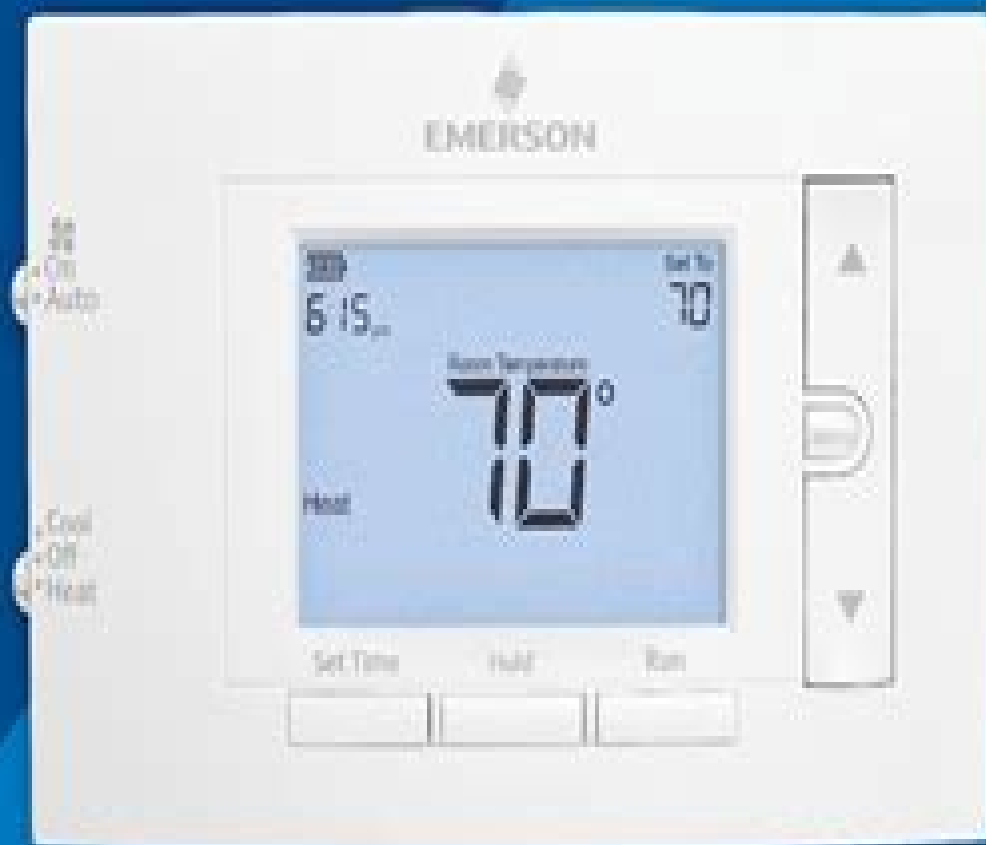 EMERSON
On
Auto
Set To
6:15 70
Room Temperature
70°
Heat
Cool
Off
Heat
Set Time Hold Run